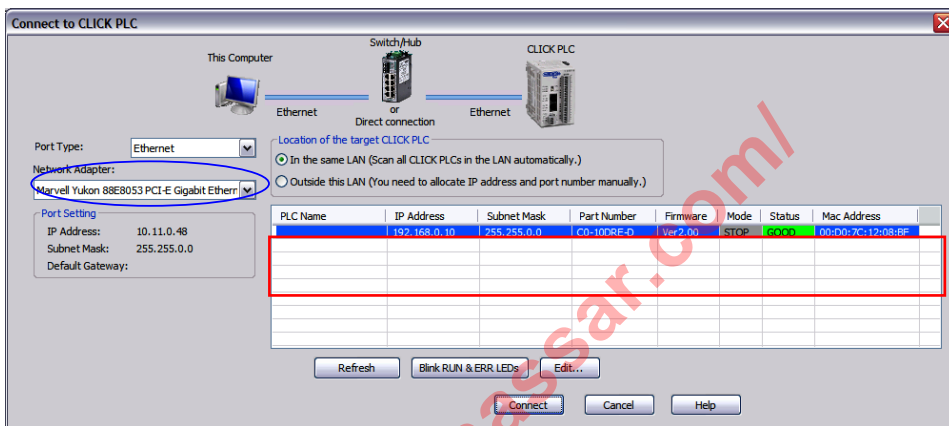 Connect to CLICK PLC
This Computer
Switch/Hub
CLICK PLC
Ethernet
or
Direct connection
Ethernet
Port Type:
Ethernet
Network Adapter:
Marvell Yukon 88E8053 PCI-E Gigabit Ethern
Port Setting
IP Address: 10.11.0.48
Subnet Mask: 255.255.0.0
Default Gateway:
Location of the target CLICK PLC
In the same LAN (Scan all CLICK PLCs in the LAN automatically.)
Outside this LAN (You need to allocate IP address and port number manually.)
PLC Name IP Address Subnet Mask Part Number Firmware Mode Status Mac Address
192.168.0.10 255.255.0.0 C0-10DRE-D Ver2.00 STOP GOOD 00:D0:7C:12:08:BE
Refresh Blink RUN & ERR LEDs Edit...
Connect Cancel Help